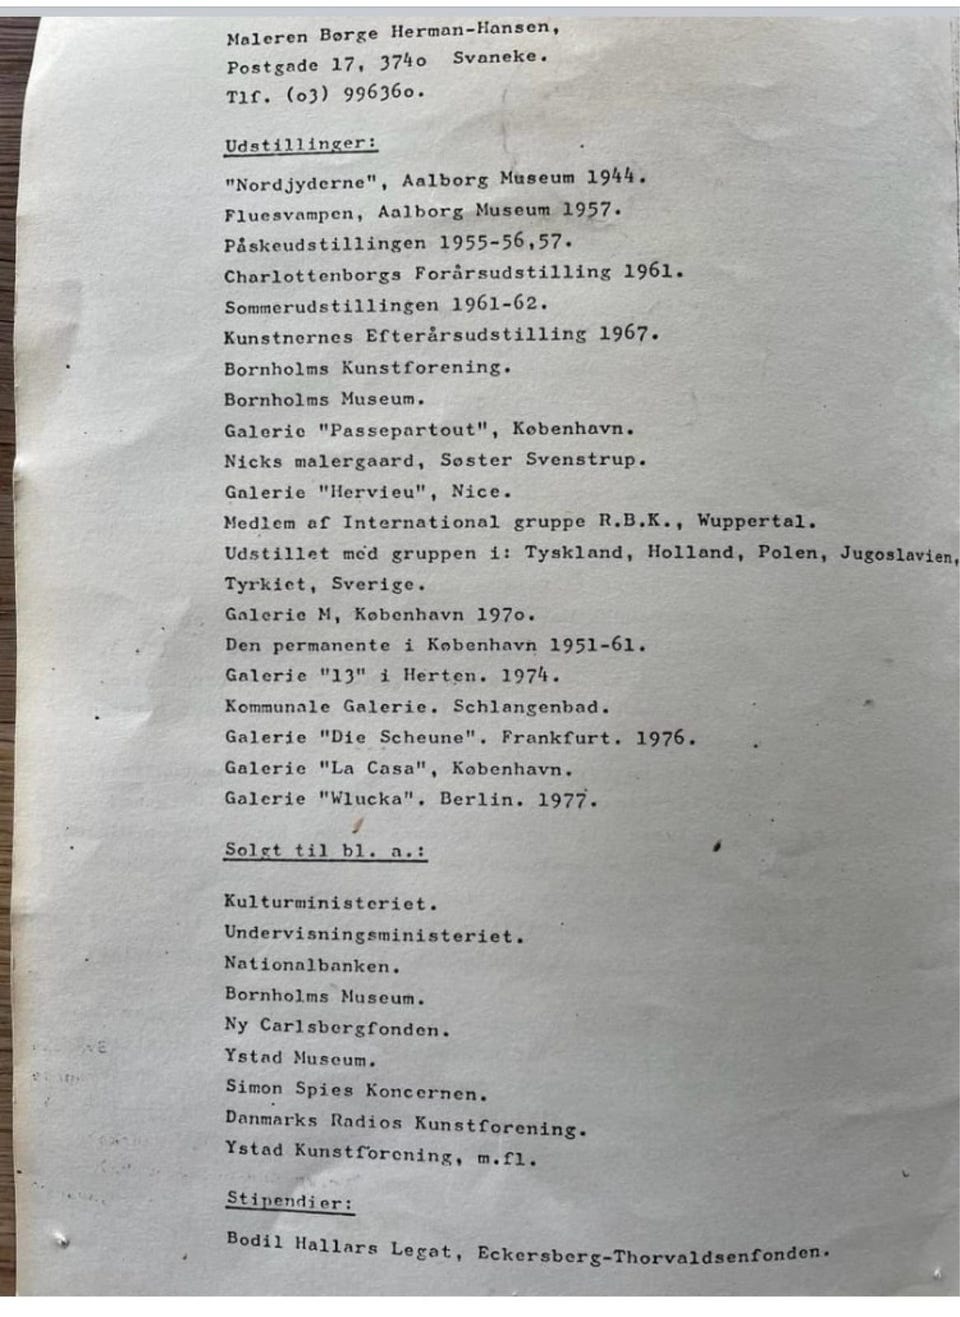 Maleren Børge Herman-Hansen,
Postgade 17, 374o Svaneke.
Tlf. (o3) 99636o.
Udstillinger:
"Nordjyderne", Aalborg Museum 1944.
Fluesvampen, Aalborg Museum 1957.
Påskeudstillingen 1955-56,57.
Charlottenborgs Forårsudstilling 1961.
Sommerudstillingen 1961-62.
Kunstnernes Efterårsudstilling 1967.
Bornholms Kunstforening.
Bornholms Museum.
Galerie "Passepartout", København.
Nicks malergaard, Søster Svenstrup.
Galerie "Hervieu", Nice.
Medlem af International gruppe R.B.K., Wuppertal.
Udstillet med gruppen i: Tyskland, Holland, Polen, Jugoslavien,
Tyrkiet, Sverige.
Galerie M, København 197o.
Den permanente i København 1951-61.
Galerie "13" i Herten. 1974.
Kommunale Galerie. Schlangenbad.
Galerie "Die Scheune". Frankfurt. 1976.
Galerie "La Casa", København.
Galerie "Wlucka". Berlin. 1977.
Solgt til bl. a.:
Kulturministeriet.
Undervisningsministeriet.
Nationalbanken.
Bornholms Museum.
Ny Carlsbergfonden.
Ystad Museum.
Simon Spies Koncernen.
Danmarks Radios Kunstforening.
Ystad Kunstforening, m.fl.
Stipendier:
Bodil Hallars Legat, Eckersberg-Thorvaldsenfonden.